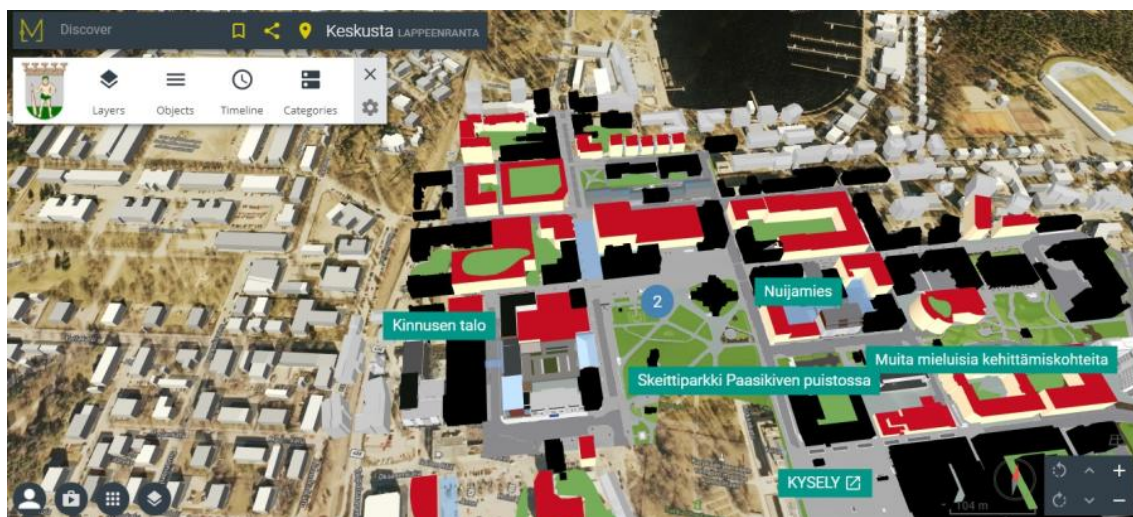 Discover
Keskusta LAPPEENRANTA
Layers
Objects
Timeline
Categories
2
Nuijamies
Kinnusen talo
Muita mieluisia kehittämiskohteita
Skeittiparkki Paasikiven puistossa
KYSELY
104 m